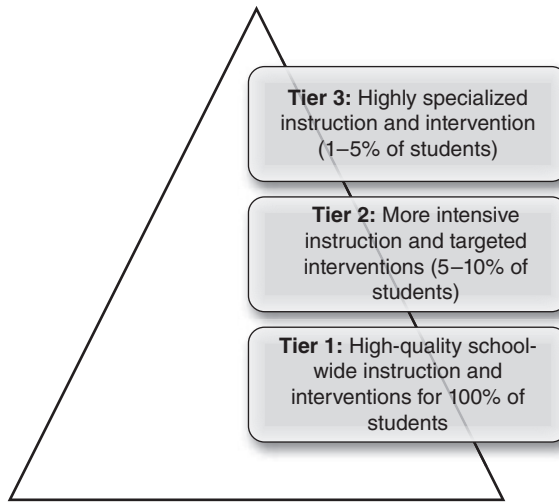 Tier 3: Highly specialized
instruction and intervention
(1–5% of students)
Tier 2: More intensive
instruction and targeted
interventions (5–10% of
students)
Tier 1: High-quality school-
wide instruction and
interventions for 100% of
students